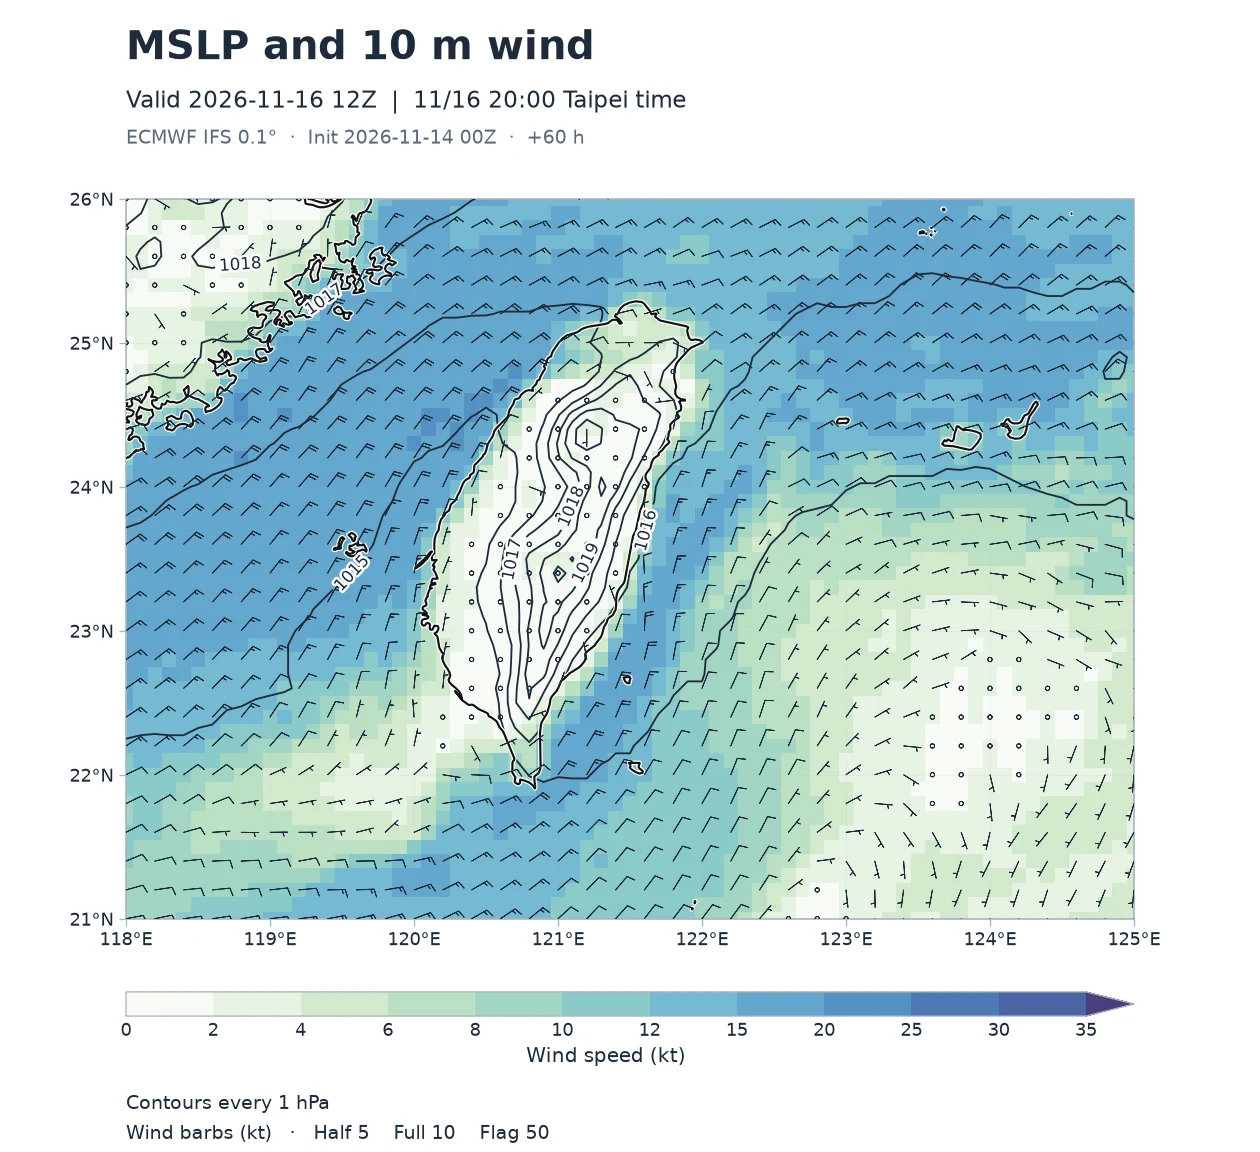 MSLP and 10 m wind
Valid 2026-11-16 12Z | 11/16 20:00 Taipei time
ECMWF IFS 0.1° · Init 2026-11-14 00Z · +60 h
26°N
25°N
24°N
23°N
22°N
21°N
1018
1017
1015
1017
1018
1019
1016
118°E 119°E 120°E 121°E 122°E 123°E 124°E 125°E
0 2 4 6 8 10 12 15 20 25 30 35
Wind speed (kt)
Contours every 1 hPa
Wind barbs (kt) · Half 5 Full 10 Flag 50